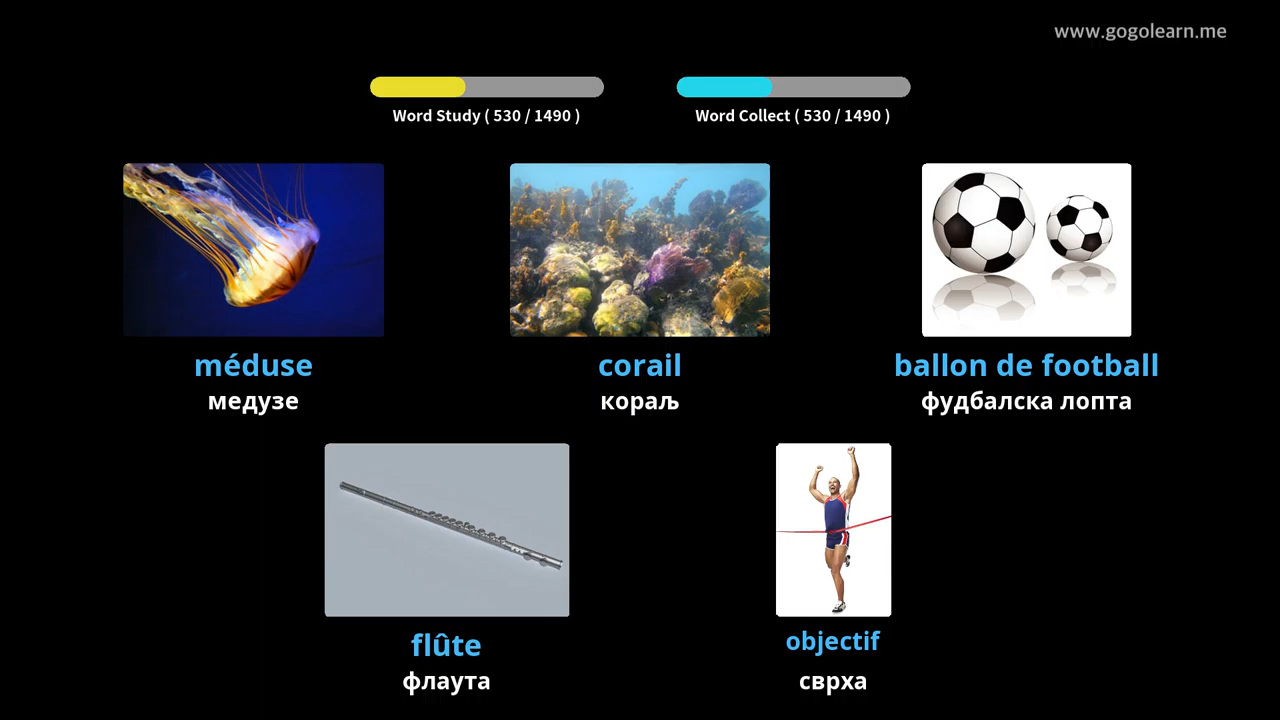 www.gogolearn.me
Word Study ( 530 / 1490 )
Word Collect ( 530 / 1490 )
méduse
медузе
corail
кораљ
ballon de football
фудбалска лопта
flûte
флаута
objectif
сврха